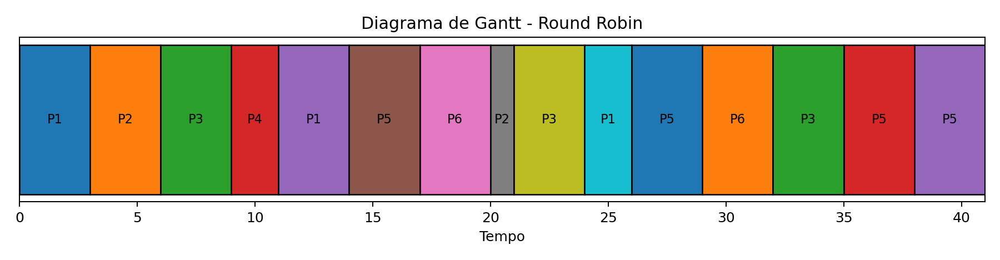 Diagrama de Gantt - Round Robin
P1 P2 P3 P4 P1 P5 P6 P2 P3 P1 P5 P6 P3 P5 P5
0 5 10 15 20 25 30 35 40
Tempo